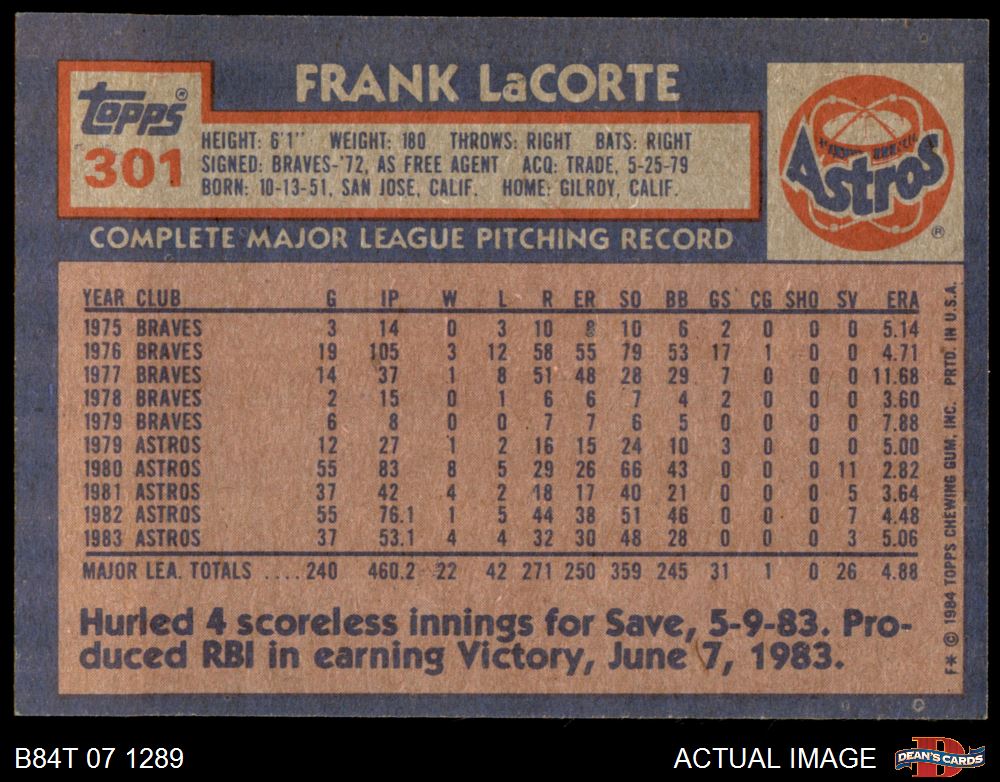 FRANK LaCORTE
TOPPS®
301
HEIGHT: 6'1" WEIGHT: 180 THROWS: RIGHT BATS: RIGHT
SIGNED: BRAVES-'72, AS FREE AGENT ACQ: TRADE, 5-25-79
BORN: 10-13-51, SAN JOSE, CALIF. HOME: GILROY, CALIF.
Astros
®
COMPLETE MAJOR LEAGUE PITCHING RECORD
YEAR CLUB G IP W L R ER SO BB GS CG SHO SV ERA
1975 BRAVES 3 14 0 3 10 8 10 6 2 0 0 0 5.14
1976 BRAVES 19 105 3 12 58 55 79 53 17 1 0 0 4.71
1977 BRAVES 14 37 1 8 51 48 28 29 7 0 0 0 11.68
1978 BRAVES 2 15 0 1 6 6 7 4 2 0 0 0 3.60
1979 BRAVES 6 8 0 0 7 7 6 5 0 0 0 0 7.88
1979 ASTROS 12 27 1 2 16 15 24 10 3 0 0 0 5.00
1980 ASTROS 55 83 8 5 29 26 66 43 0 0 0 11 2.82
1981 ASTROS 37 42 4 2 18 17 40 21 0 0 0 5 3.64
1982 ASTROS 55 76.1 1 5 44 38 51 46 0 0 0 7 4.48
1983 ASTROS 37 53.1 4 4 32 30 48 28 0 0 0 3 5.06
MAJOR LEA. TOTALS .... 240 460.2 22 42 271 250 359 245 31 1 0 26 4.88
Hurled 4 scoreless innings for Save, 5-9-83. Pro-
duced RBI in earning Victory, June 7, 1983.
F* © 1984 TOPPS CHEWING GUM, INC. PRTD. IN U.S.A.
B84T 07 1289
ACTUAL IMAGE
D
DEAN'S CARDS